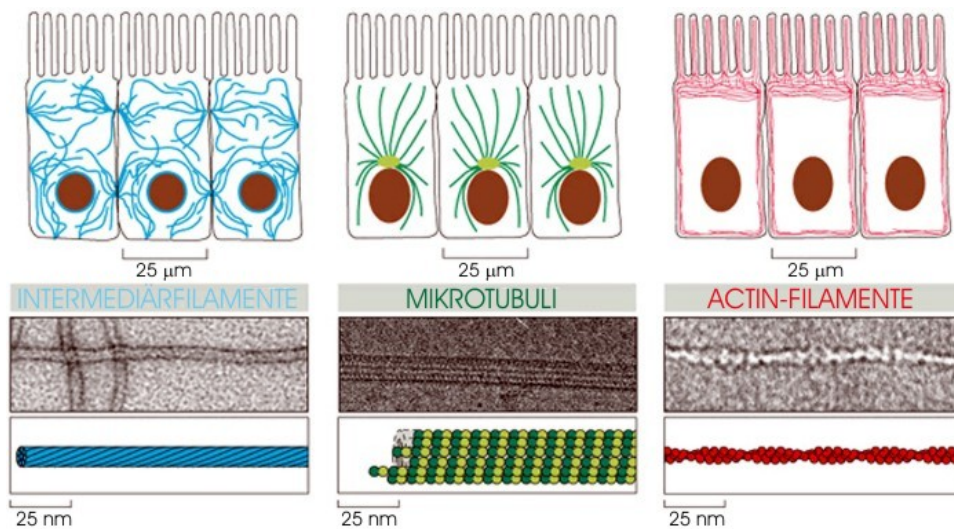 25 μm
25 μm
25 μm
INTERMEDIÄRFILAMENTE
MIKROTUBULI
ACTIN-FILAMENTE
25 nm
25 nm
25 nm